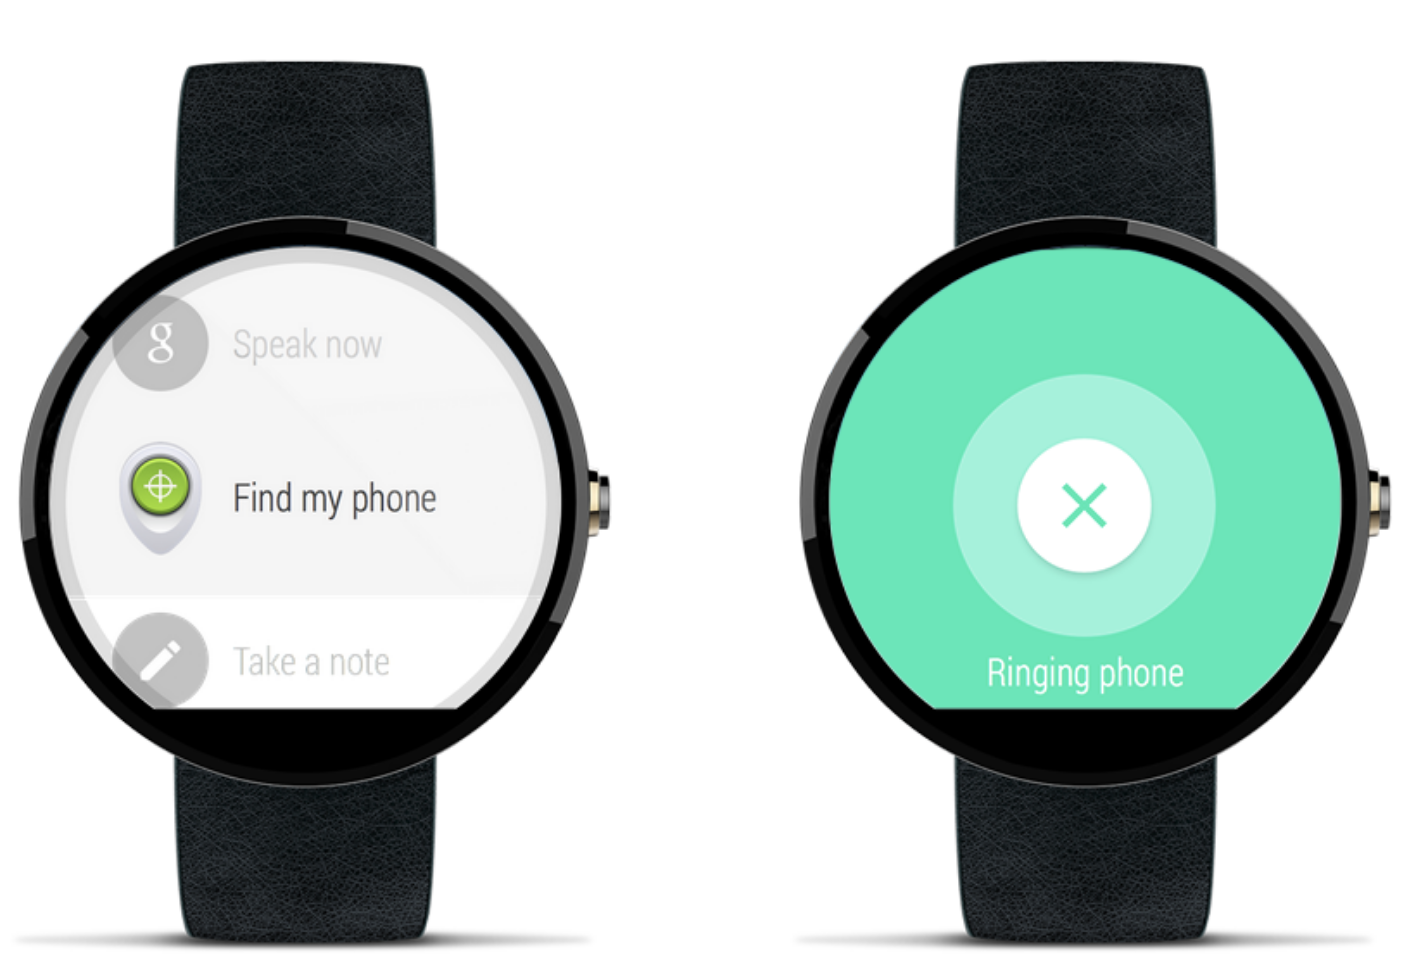 g
Speak now
Find my phone
Take a note
Ringing phone